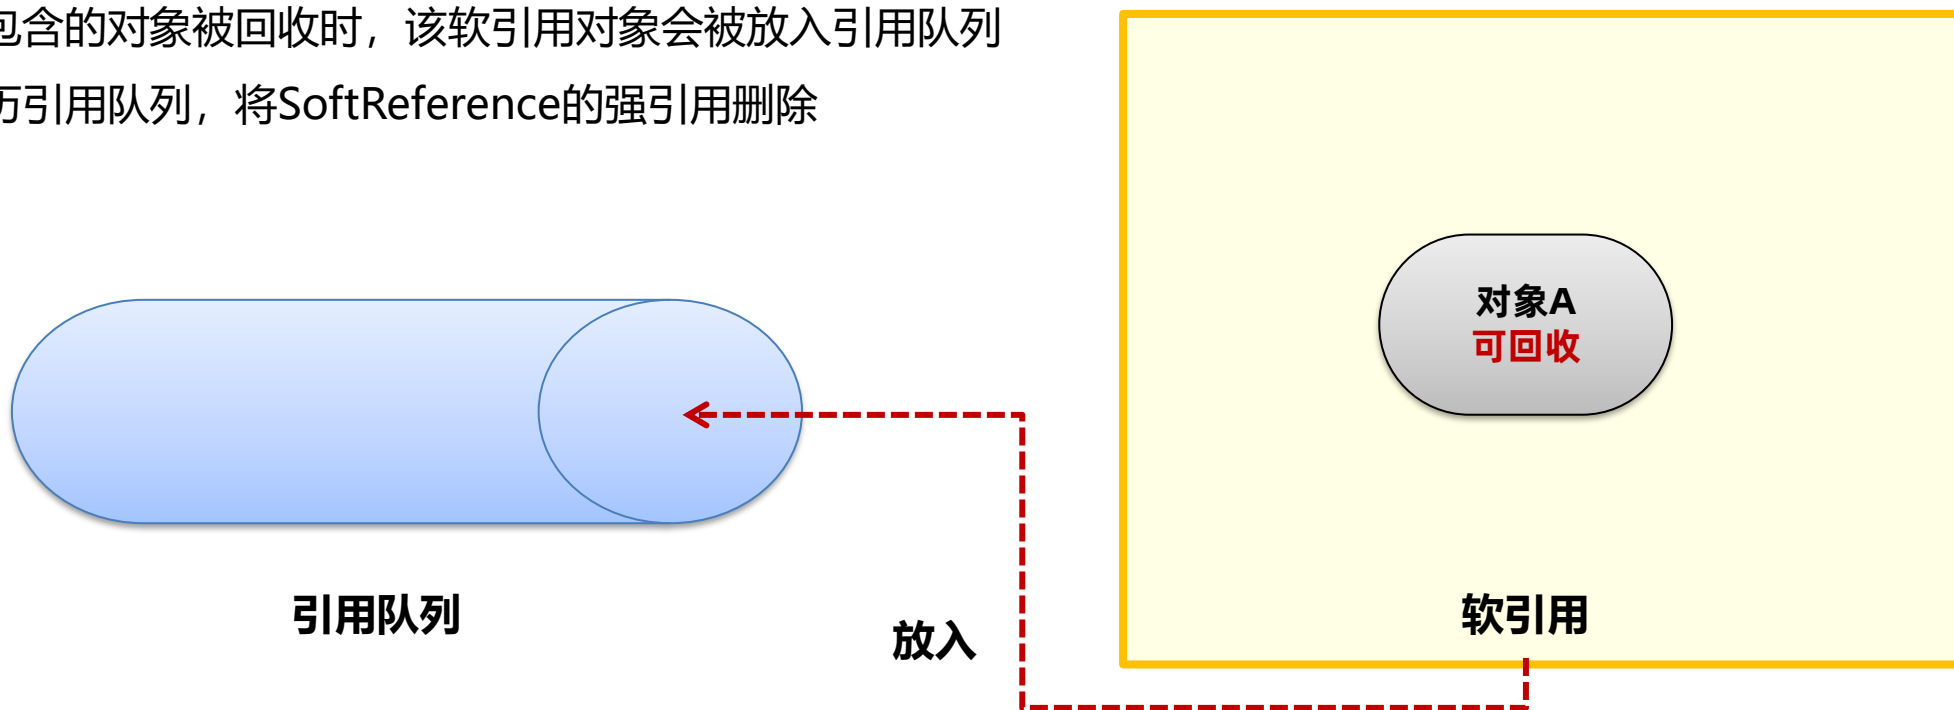 包含的对象被回收时，该软引用对象会被放入引用队列
历引用队列，将SoftReference的强引用删除
对象A
可回收
引用队列
放入
软引用